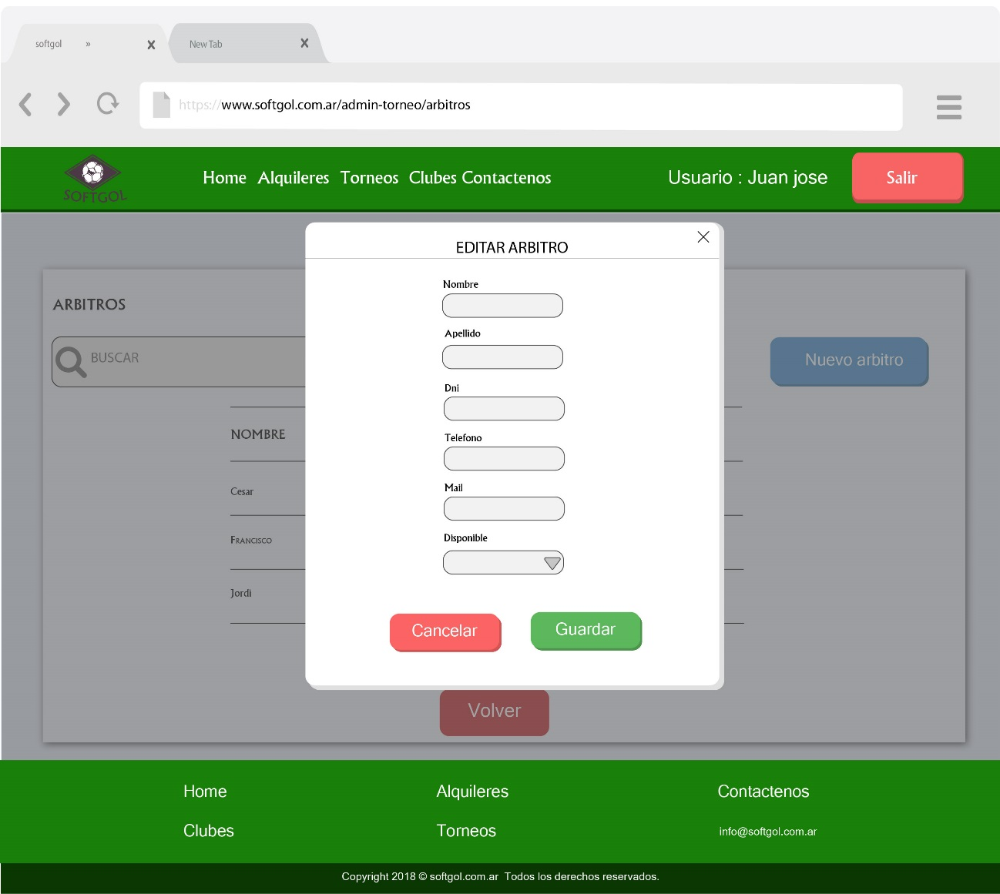 softgol » x New Tab x
https://www.softgol.com.ar/admin-torneo/arbitros
SOFTGOL
Home Alquileres Torneos Clubes Contactenos Usuario : Juan jose Salir
EDITAR ARBITRO
ARBITROS
BUSCAR
Nuevo arbitro
NOMBRE
Cesar
Francisco
Jordi
Nombre
Apellido
Dni
Telefono
Mail
Disponible
Cancelar Guardar
Volver
Home Alquileres Contactenos
Clubes Torneos info@softgol.com.ar
Copyright 2018 © softgol.com.ar Todos los derechos reservados.